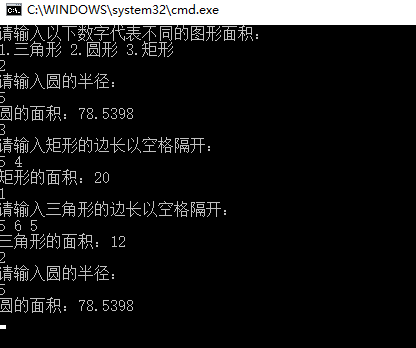 C:\WINDOWS\system32\cmd.exe
请输入以下数字代表不同的图形面积：
1.三角形 2.圆形 3.矩形
2
请输入圆的半径：
5
圆的面积：78.5398
3
请输入矩形的边长以空格隔开：
5 4
矩形的面积：20
1
请输入三角形的边长以空格隔开：
5 6 5
三角形的面积：12
2
请输入圆的半径：
5
圆的面积：78.5398